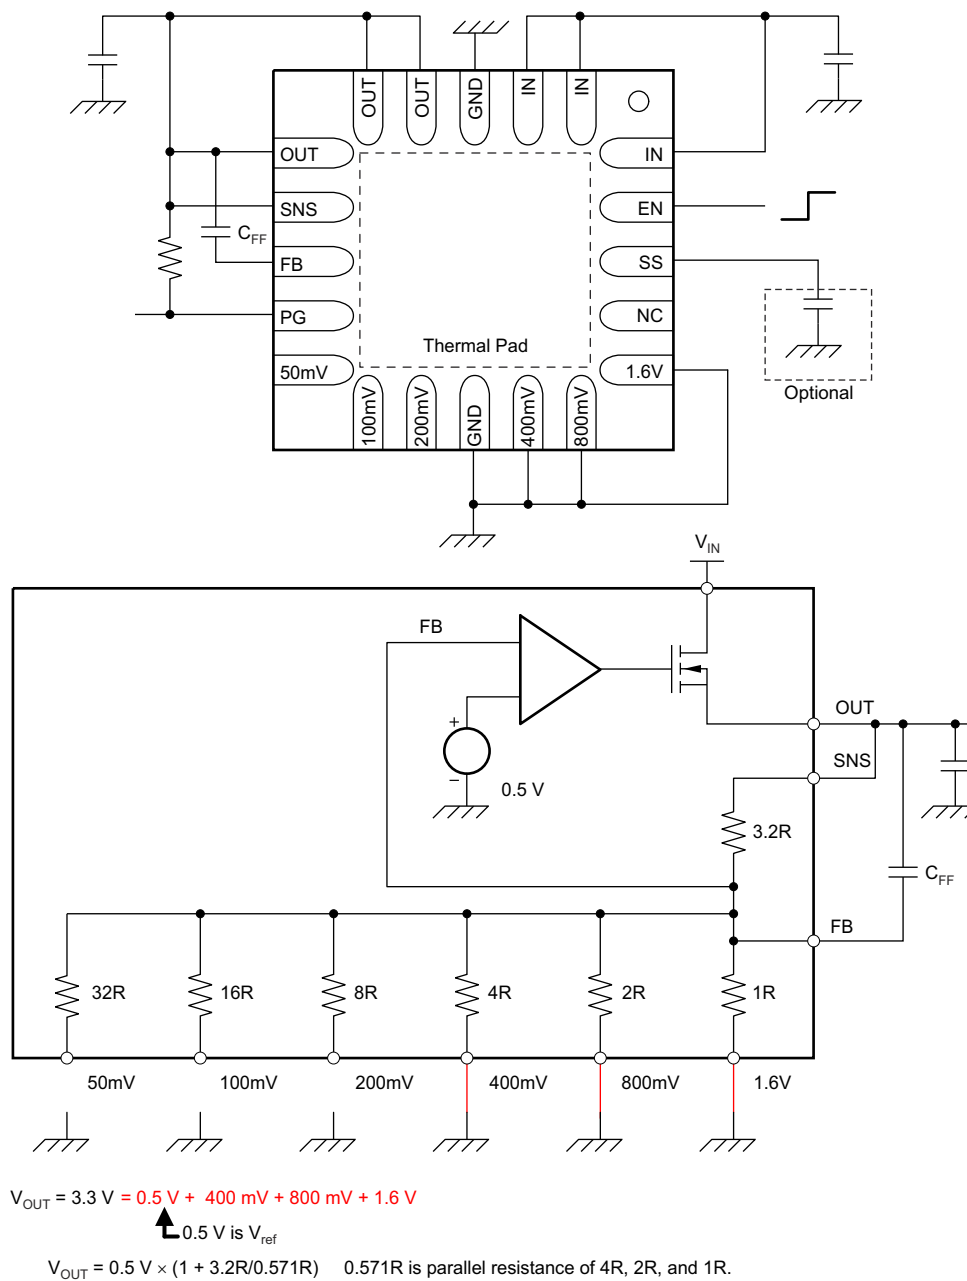 OUT
OUT
GND
IN
IN
OUT
IN
SNS
EN
CFF
FB
SS
PG
NC
Thermal Pad
50mV
1.6V
100mV
200mV
GND
400mV
800mV
Optional
VIN
FB
OUT
+
SNS
−
0.5 V
3.2R
CFF
FB
32R
16R
8R
4R
2R
1R
50mV
100mV
200mV
400mV
800mV
1.6V
VOUT = 3.3 V = 0.5 V + 400 mV + 800 mV + 1.6 V
0.5 V is Vref
VOUT = 0.5 V × (1 + 3.2R/0.571R) 0.571R is parallel resistance of 4R, 2R, and 1R.